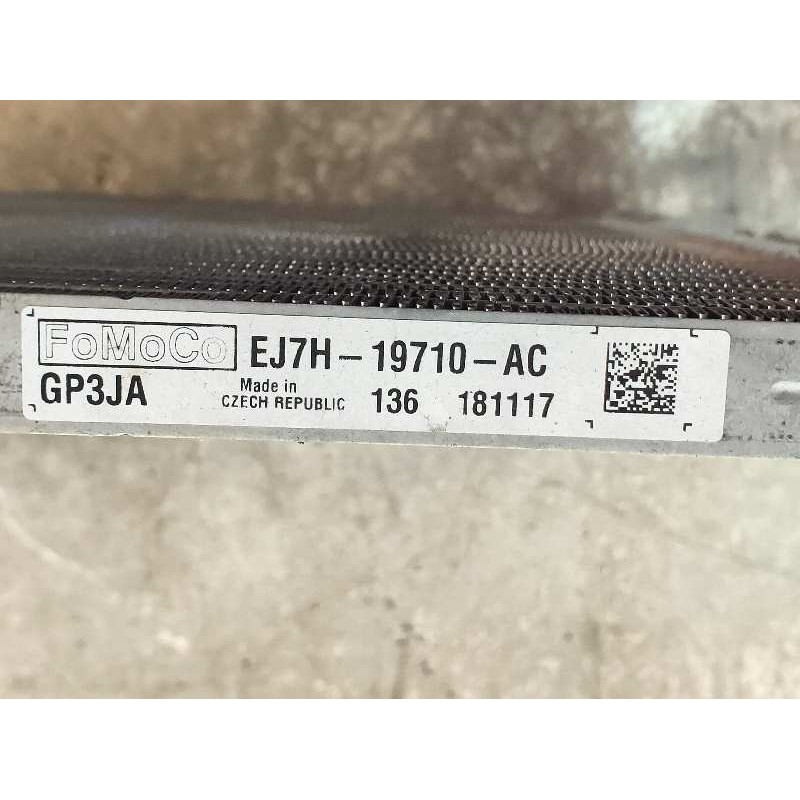 FoMoCo EJ7H-19710-AC
GP3JA Made in
CZECH REPUBLIC 136 181117